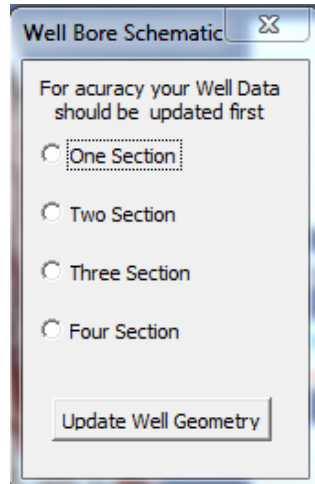 Well Bore Schematic
For acuracy your Well Data
should be updated first
One Section
Two Section
Three Section
Four Section
Update Well Geometry